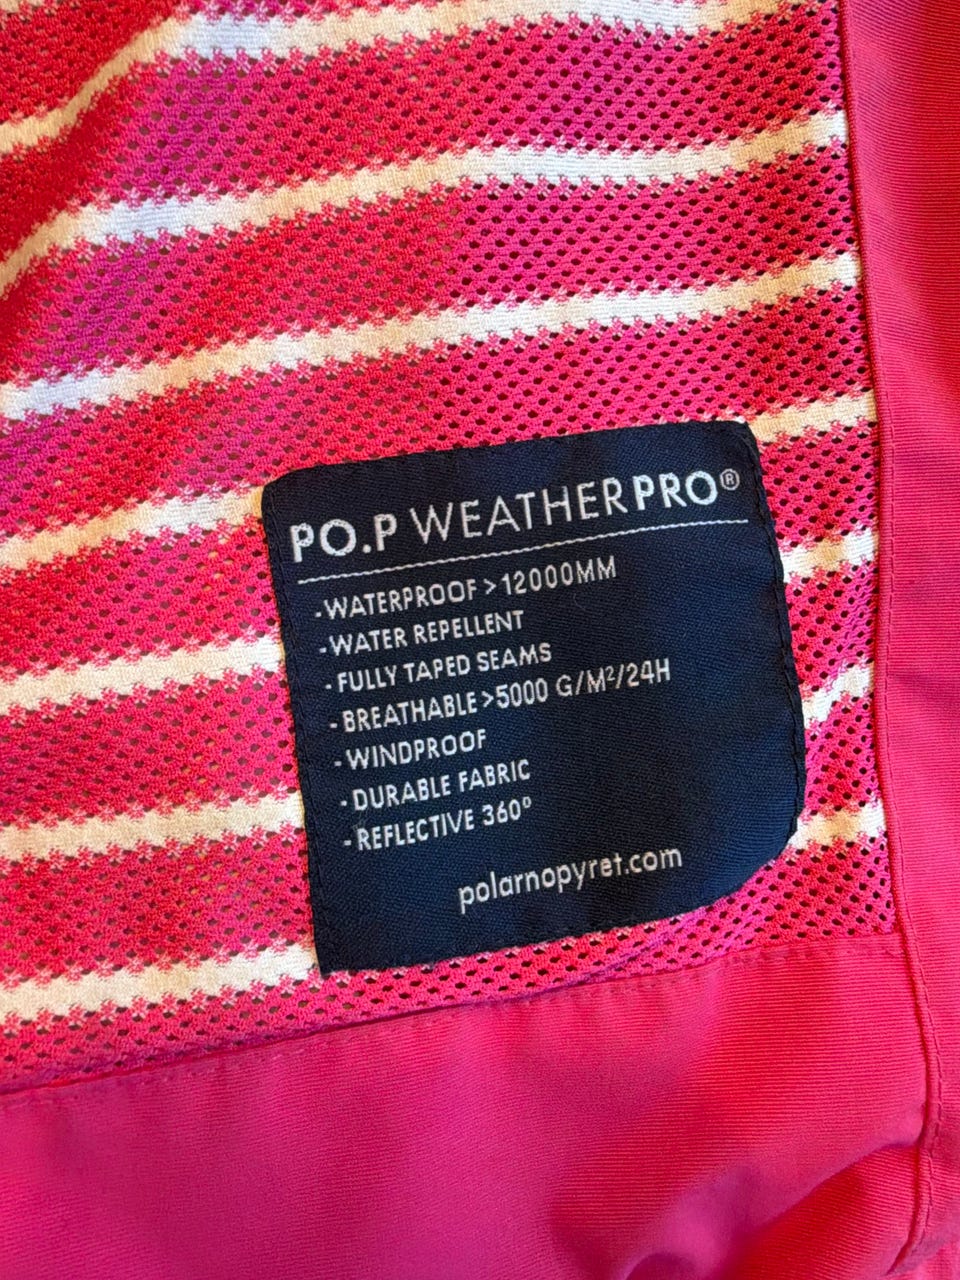 PO.P WEATHERPRO®
-WATERPROOF >12000MM
-WATER REPELLENT
-FULLY TAPED SEAMS
-BREATHABLE >5000 G/M²/24H
-WINDPROOF
-DURABLE FABRIC
-REFLECTIVE 360°
polarnopyret.com